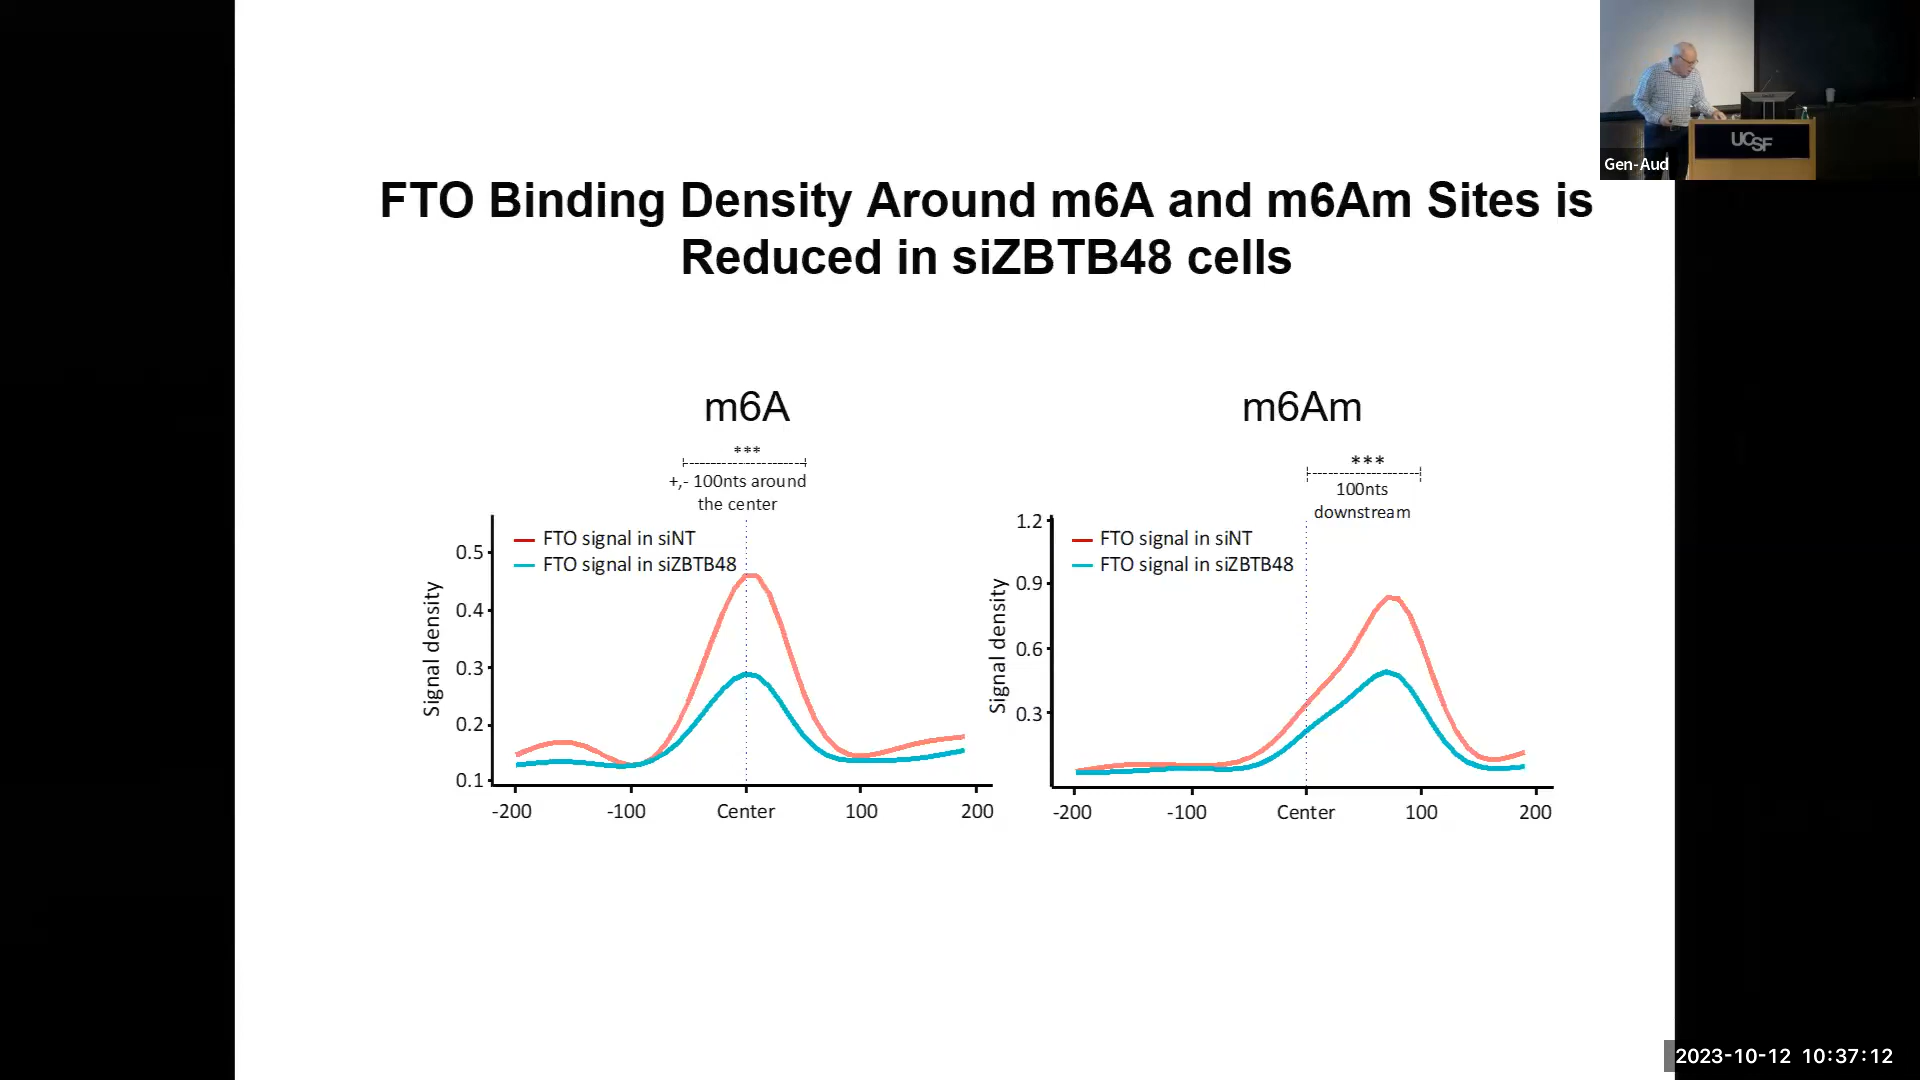 UCSF
Gen-Aud
FTO Binding Density Around m6A and m6Am Sites is
Reduced in siZBTB48 cells
m6A
***
+,- 100nts around
the center
FTO signal in siNT
FTO signal in siZBTB48
Signal density
0.5
0.4
0.3
0.2
0.1
-200
-100
Center
100
200
m6Am
***
100nts
downstream
FTO signal in siNT
FTO signal in siZBTB48
Signal density
1.2
0.9
0.6
0.3
-200
-100
Center
100
200
2023-10-12 10:37:12